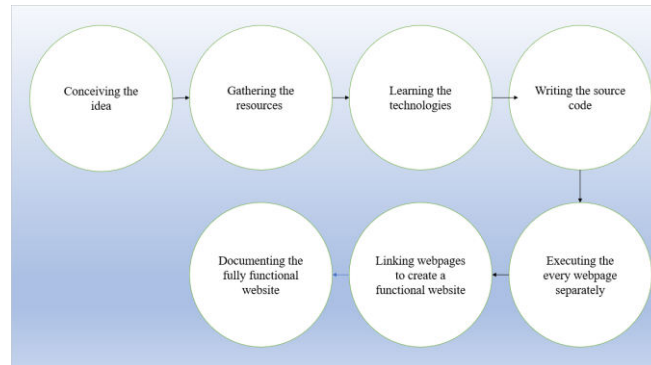 Conceiving the
idea
Gathering the
resources
Learning the
technologies
Writing the source
code
Executing the
every webpage
separately
Linking webpages
to create a
functional website
Documenting the
fully functional
website